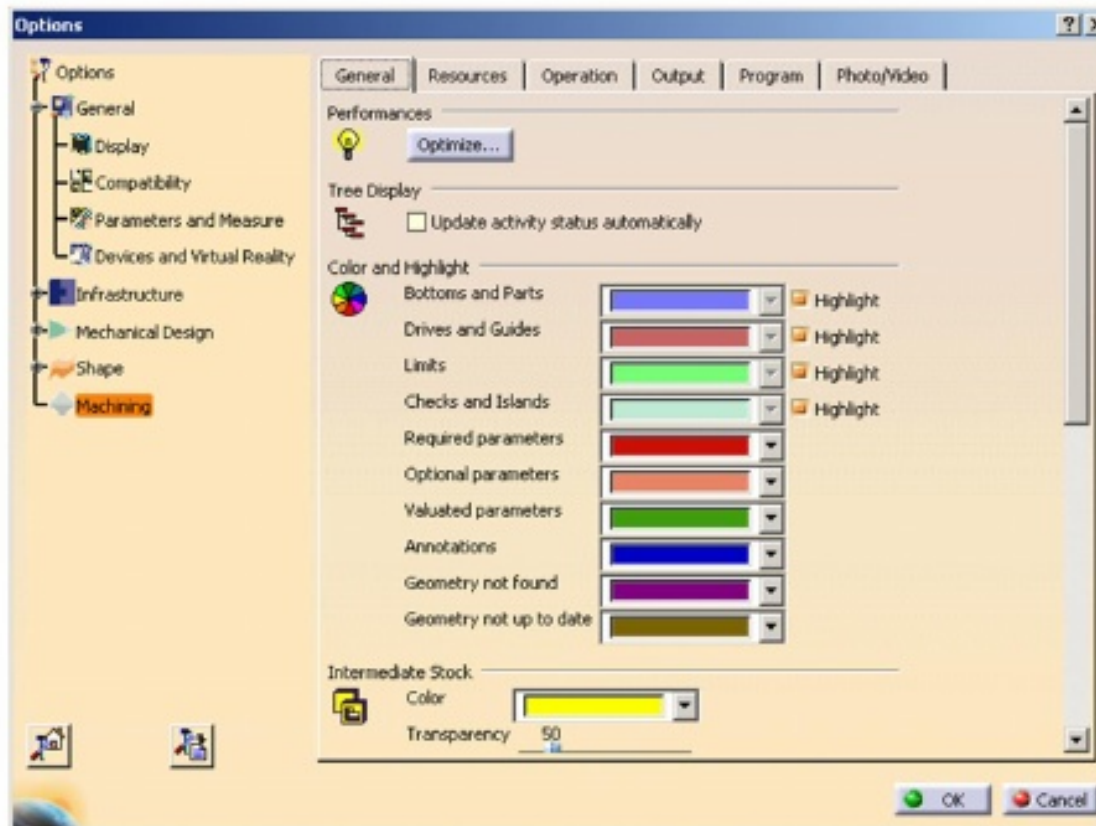 Options
Options
General
Display
Compatibility
Parameters and Measure
Devices and Virtual Reality
Infrastructure
Mechanical Design
Shape
Machining
General Resources Operation Output Program Photo/Video
Performances
Optimize...
Tree Display
Update activity status automatically
Color and Highlight
Bottoms and Parts Highlight
Drives and Guides Highlight
Limits Highlight
Checks and Islands Highlight
Required parameters
Optional parameters
Valuated parameters
Annotations
Geometry not found
Geometry not up to date
Intermediate Stock
Color
Transparency 50
OK Cancel